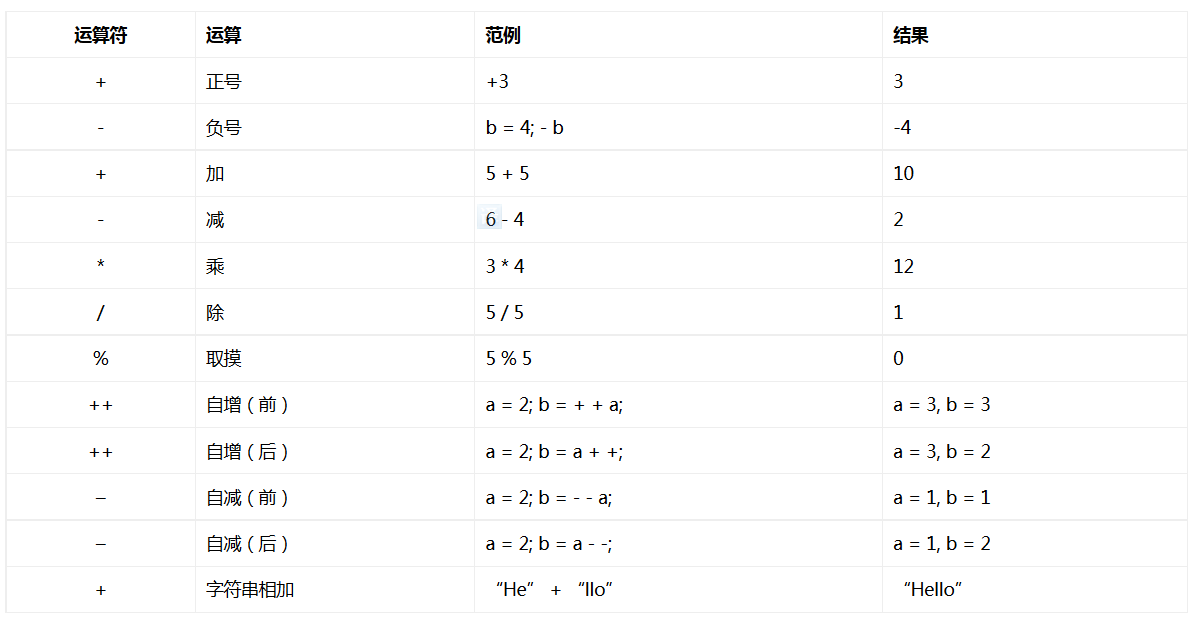 运算符 运算 范例 结果
+ 正号 +3 3
- 负号 b = 4; - b -4
+ 加 5 + 5 10
- 减 6 - 4 2
* 乘 3 * 4 12
/ 除 5 / 5 1
% 取摸 5 % 5 0
++ 自增（前） a = 2; b = + + a; a = 3, b = 3
++ 自增（后） a = 2; b = a + +; a = 3, b = 2
– 自减（前） a = 2; b = - - a; a = 1, b = 1
– 自减（后） a = 2; b = a - -; a = 1, b = 2
+ 字符串相加 “He” + “llo” “Hello”